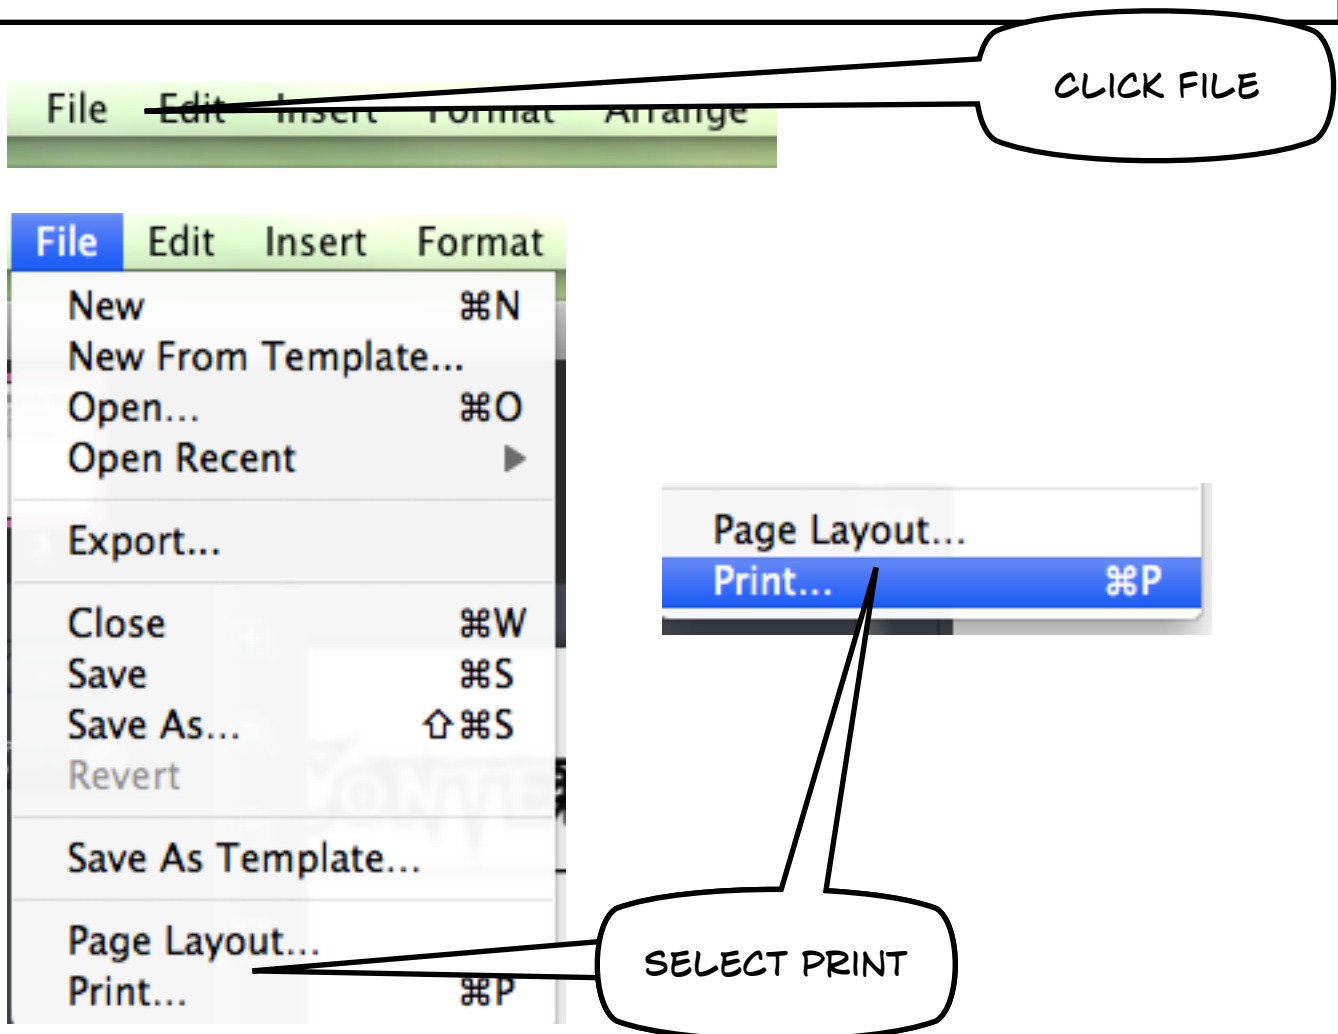 CLICK FILE
File Edit Insert Format Arrange
File Edit Insert Format
New ⌘N
New From Template...
Open... ⌘O
Open Recent ▶
Export...
Close ⌘W
Save ⌘S
Save As... ⇧⌘S
Revert
Save As Template...
Page Layout...
Print... ⌘P
Page Layout...
Print... ⌘P
SELECT PRINT